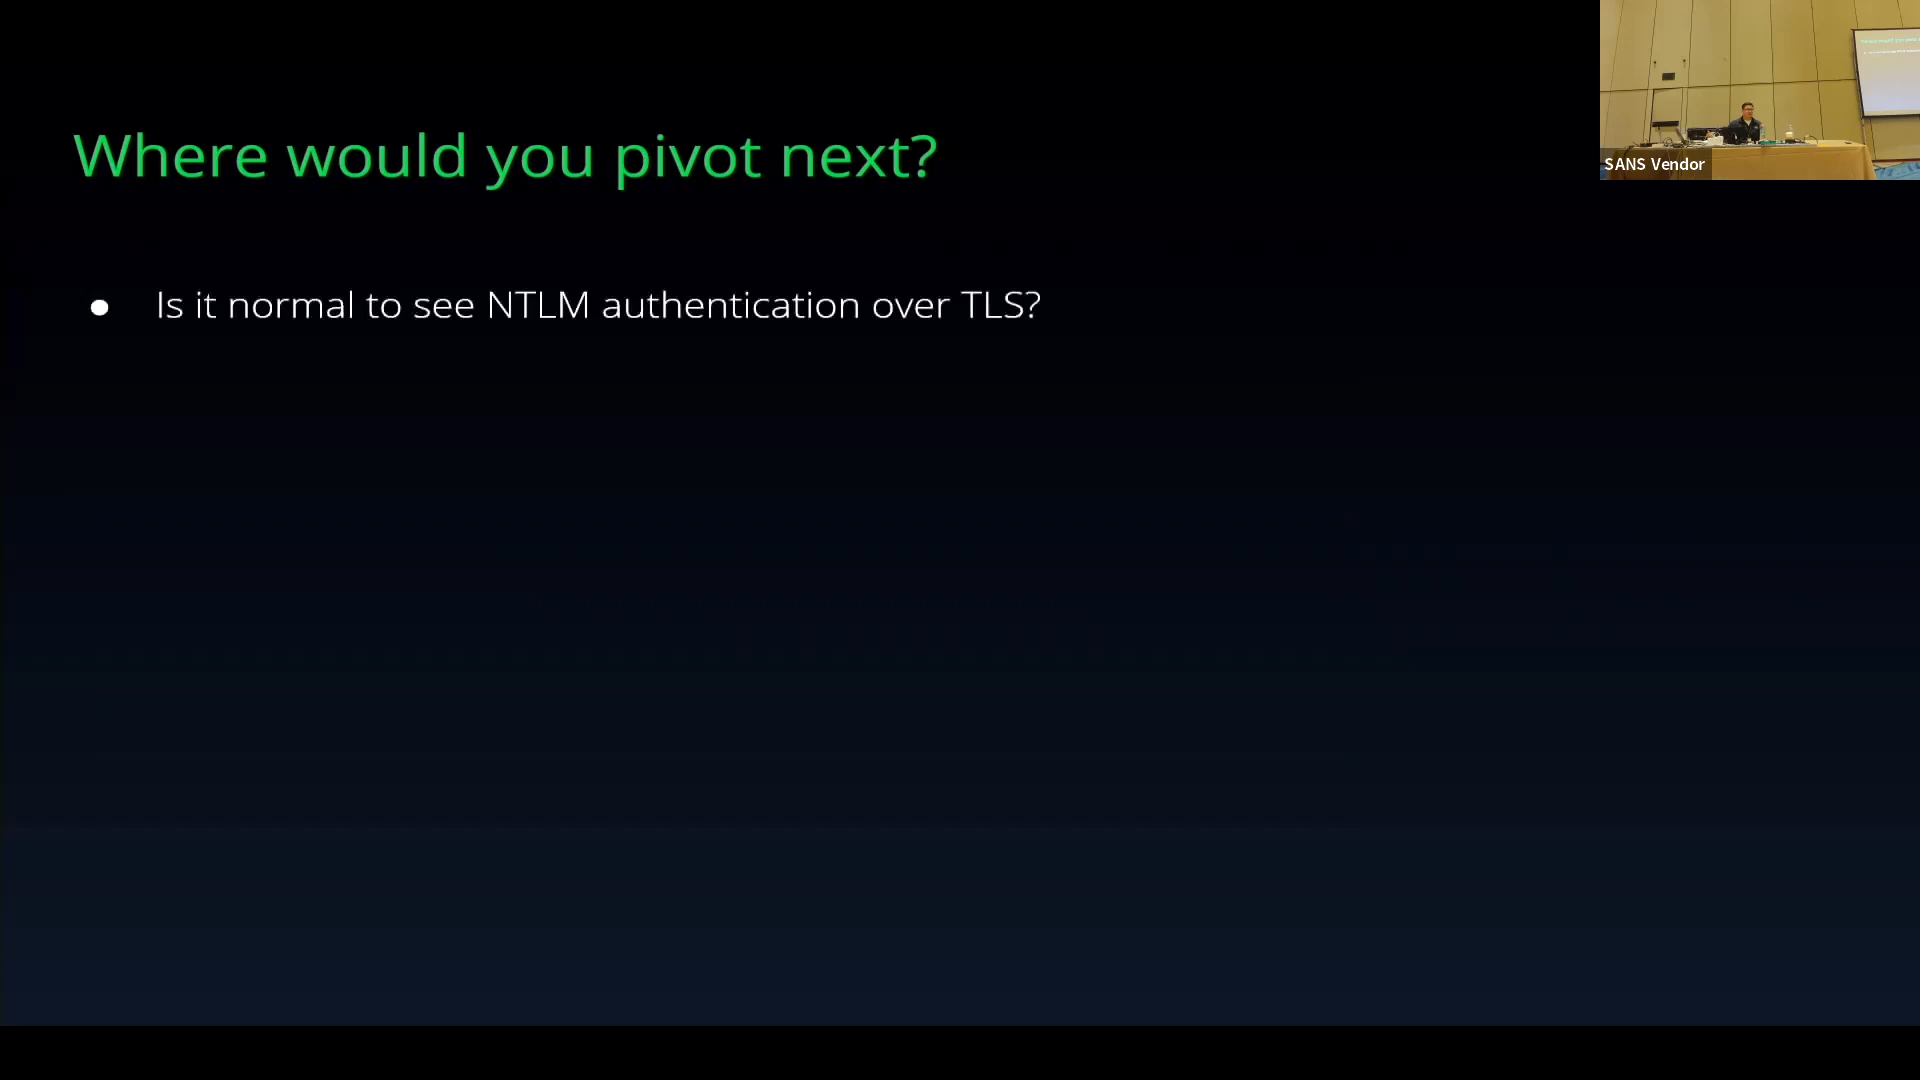 Where would you pivot next?
● Is it normal to see NTLM authentication over TLS?
SANS Vendor